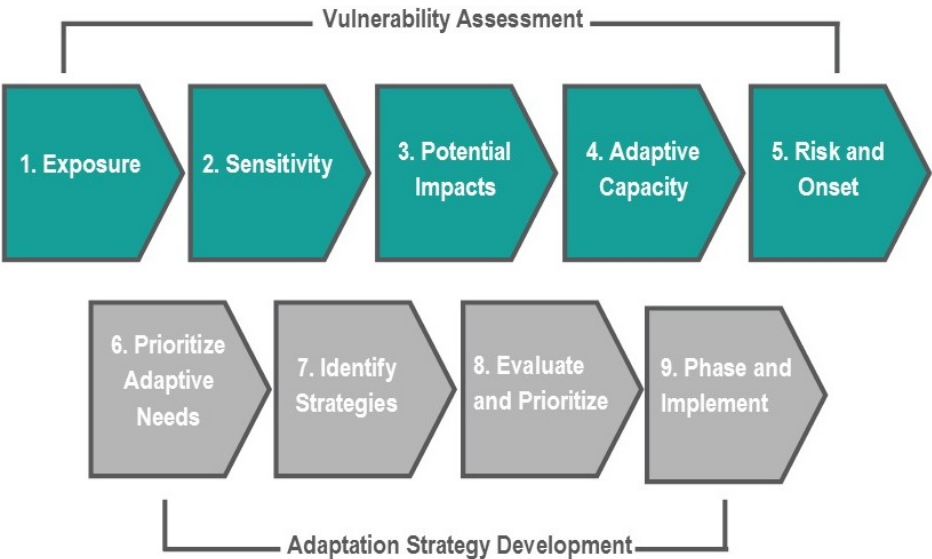 Vulnerability Assessment
1. Exposure
2. Sensitivity
3. Potential
Impacts
4. Adaptive
Capacity
5. Risk and
Onset
6. Prioritize
Adaptive
Needs
7. Identify
Strategies
8. Evaluate
and Prioritize
9. Phase and
Implement
Adaptation Strategy Development